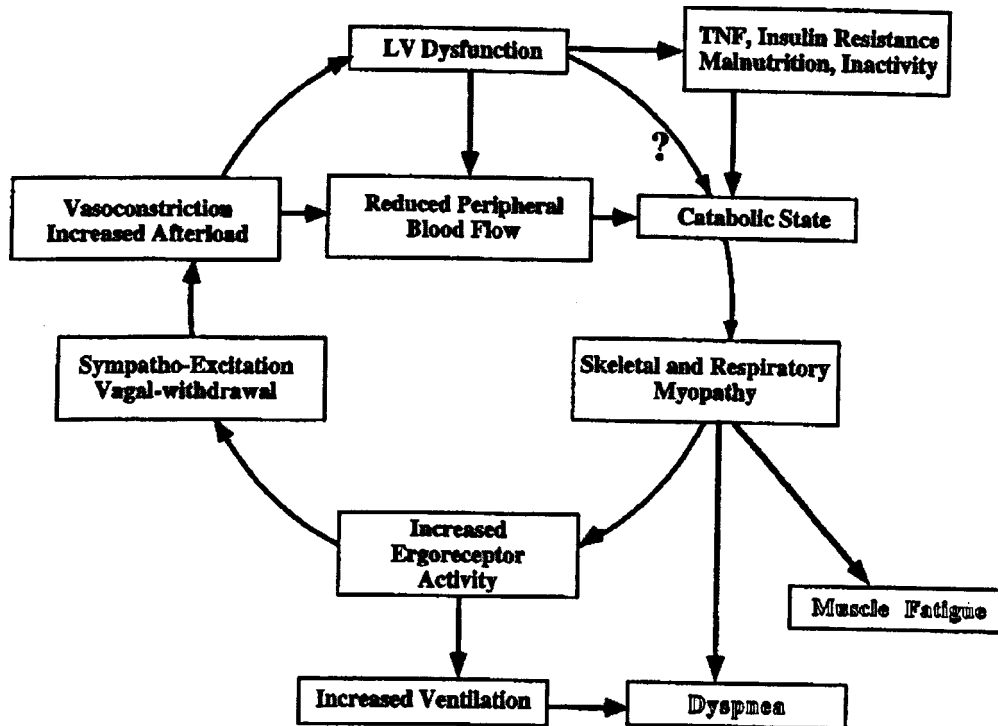 LV Dysfunction
TNF, Insulin Resistance
Malnutrition, Inactivity
?
Vasoconstriction
Increased Afterload
Reduced Peripheral
Blood Flow
Catabolic State
Sympatho-Excitation
Vagal-withdrawal
Skeletal and Respiratory
Myopathy
Increased
Ergoreceptor
Activity
Muscle Fatigue
Increased Ventilation
Dyspnea